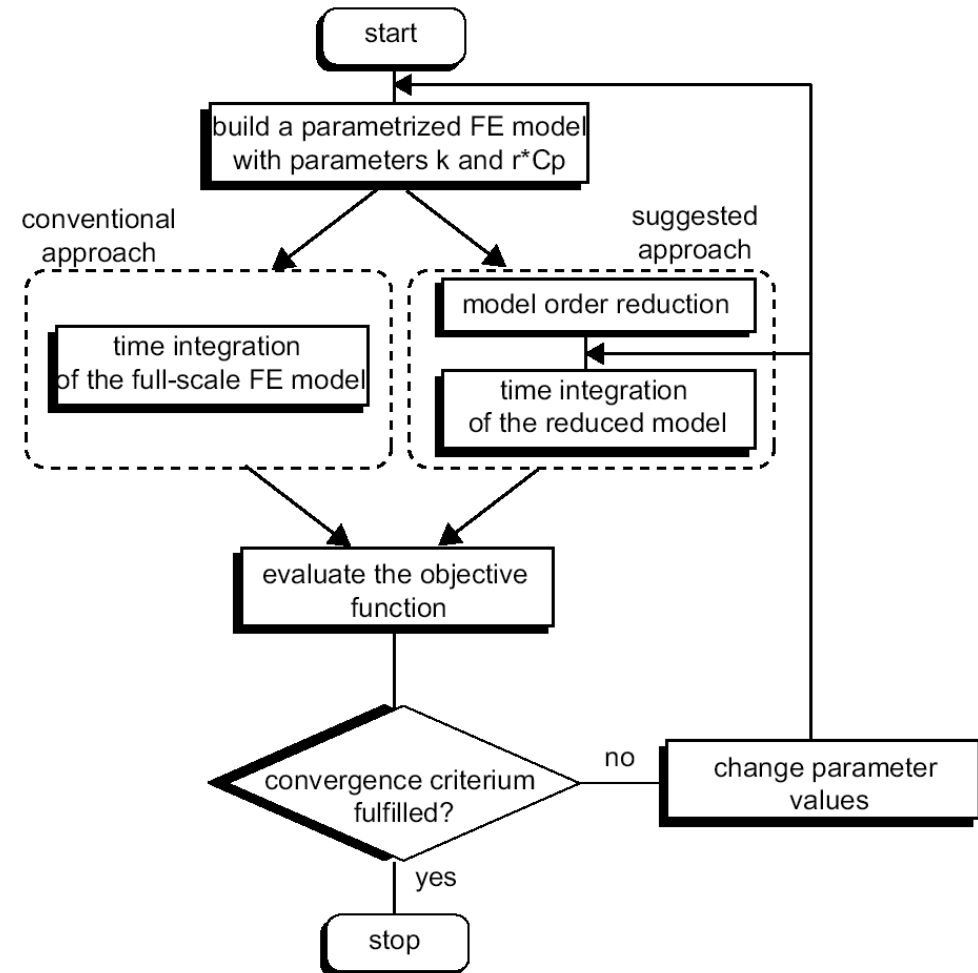 start
build a parametrized FE model
with parameters k and r*Cp
conventional
approach
suggested
approach
model order reduction
time integration
of the full-scale FE model
time integration
of the reduced model
evaluate the objective
function
convergence criterium
fulfilled?
no
change parameter
values
yes
stop